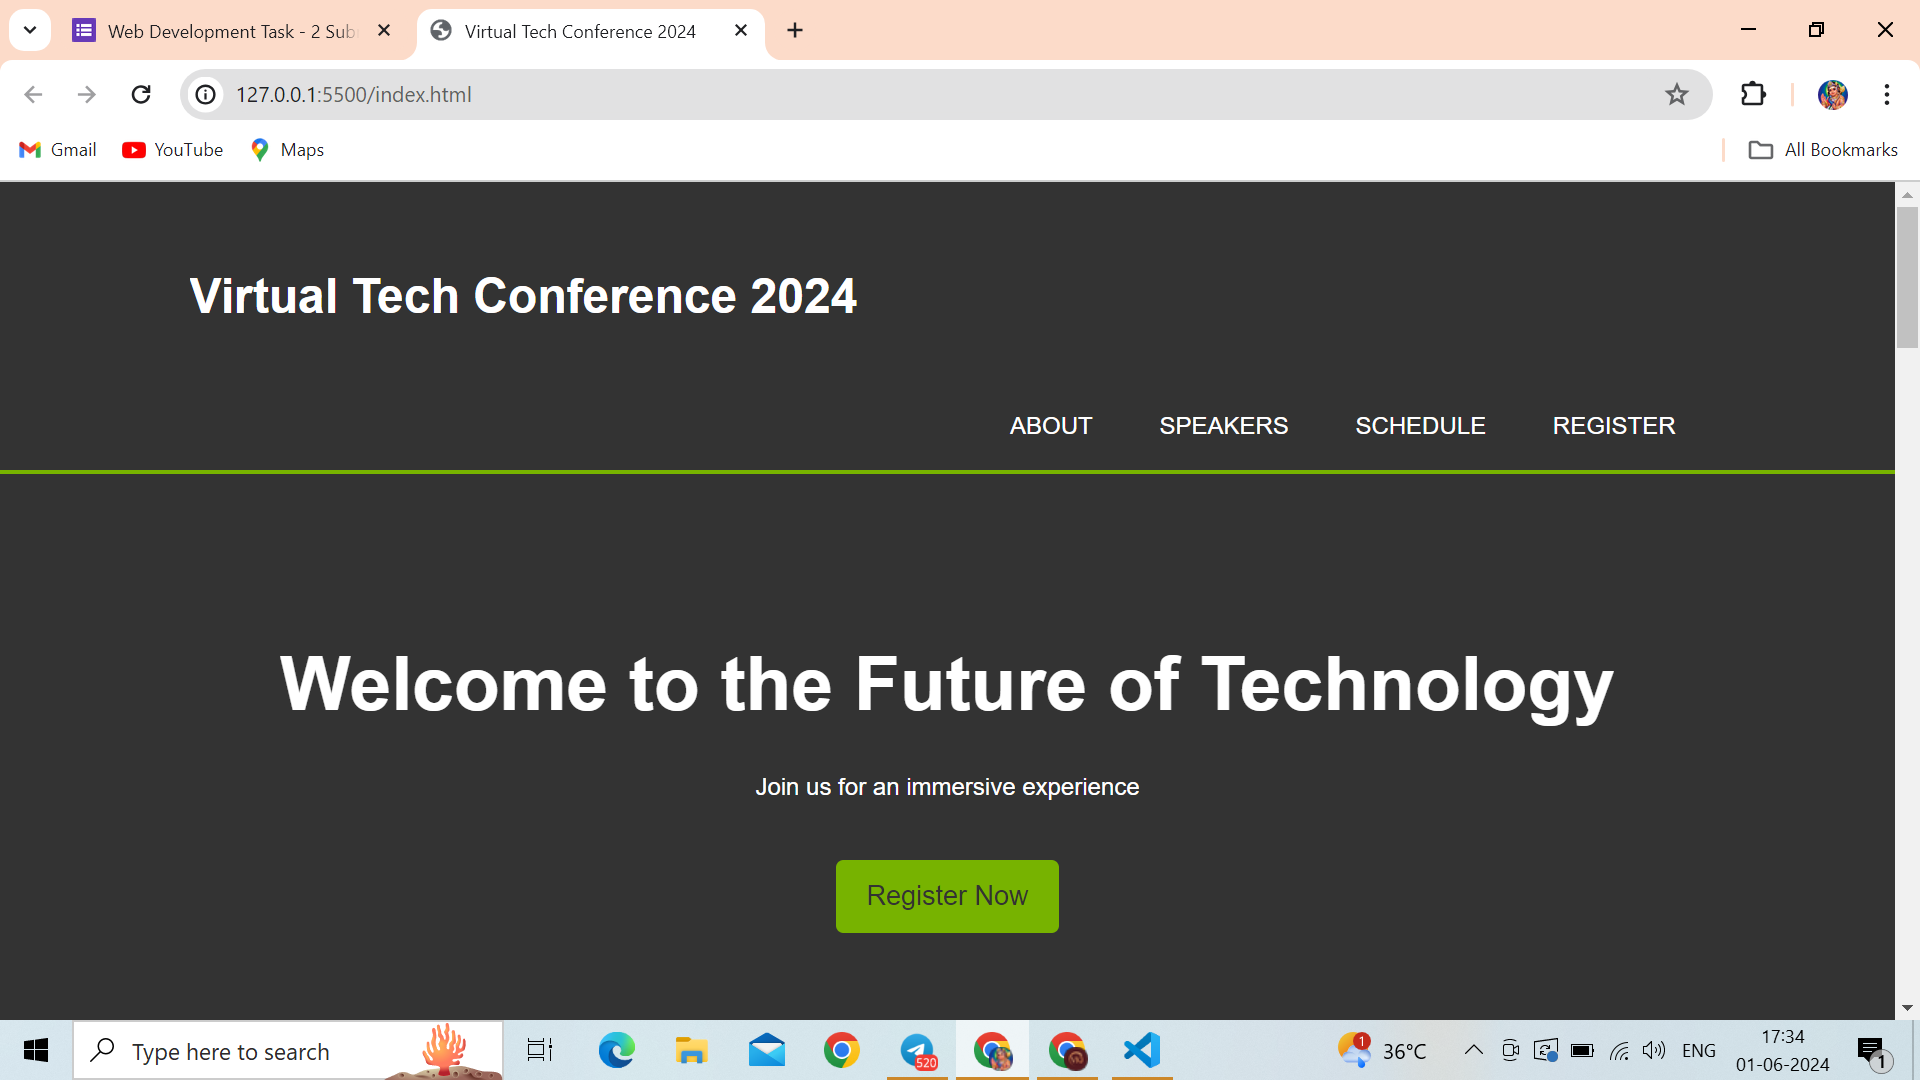 Web Development Task - 2 Sub
Virtual Tech Conference 2024
127.0.0.1:5500/index.html
Gmail
YouTube
Maps
All Bookmarks
Virtual Tech Conference 2024
ABOUT
SPEAKERS
SCHEDULE
REGISTER
Welcome to the Future of Technology
Join us for an immersive experience
Register Now
Type here to search
520
1
36°C
ENG
17:34
01-06-2024
1